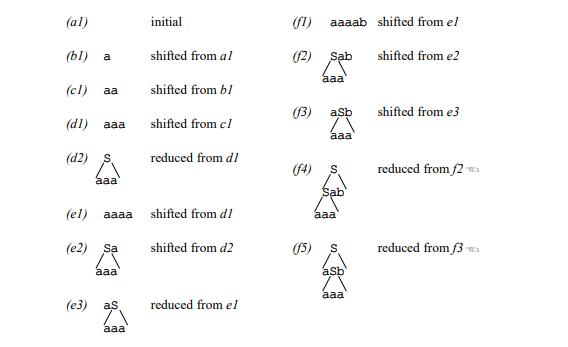 (a1) initial
(b1) a shifted from a1
(c1) aa shifted from b1
(d1) aaa shifted from c1
(d2) S reduced from d1
aaa
(e1) aaaa shifted from d1
(e2) Sa shifted from d2
aaa
(e3) aS reduced from e1
aaa
(f1) aaaab shifted from e1
(f2) Sab shifted from e2
aaa
(f3) aSb shifted from e3
aaa
(f4) S reduced from f2 ☜
Sab
aaa
(f5) S reduced from f3 ☜
aSb
aaa